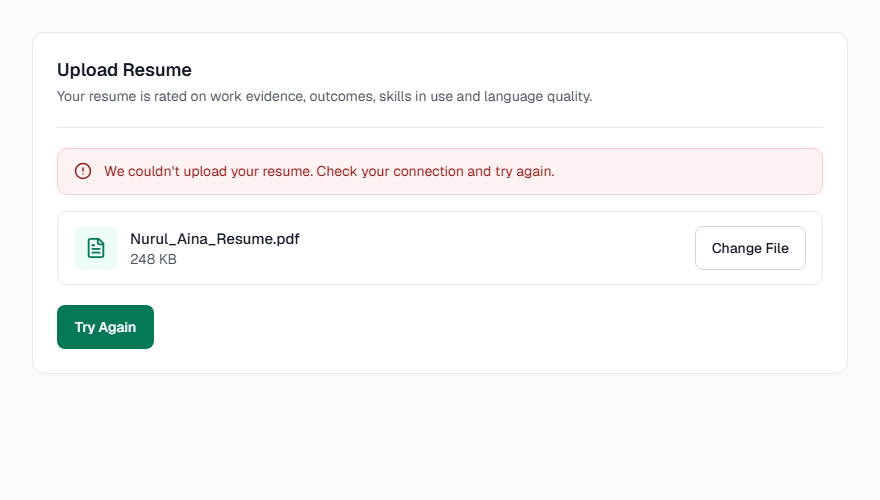 Upload Resume
Your resume is rated on work evidence, outcomes, skills in use and language quality.
We couldn't upload your resume. Check your connection and try again.
Nurul_Aina_Resume.pdf
248 KB
Change File
Try Again